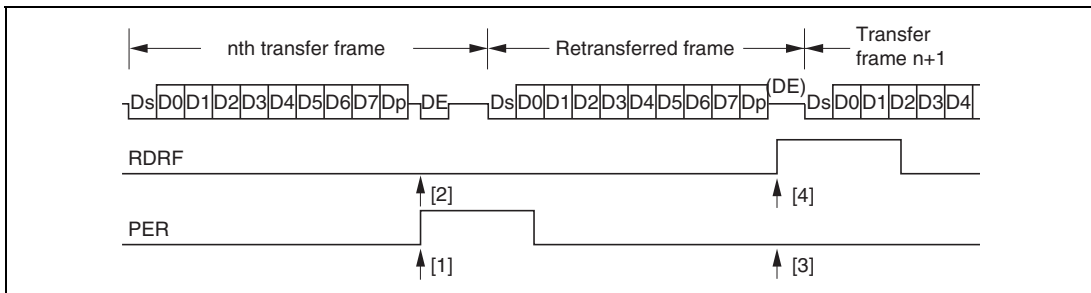 nth transfer frame Retransferred frame Transfer
frame n+1
(DE)
Ds D0 D1 D2 D3 D4 D5 D6 D7 Dp DE Ds D0 D1 D2 D3 D4 D5 D6 D7 Dp Ds D0 D1 D2 D3 D4
RDRF
[2] [4]
PER
[1] [3]